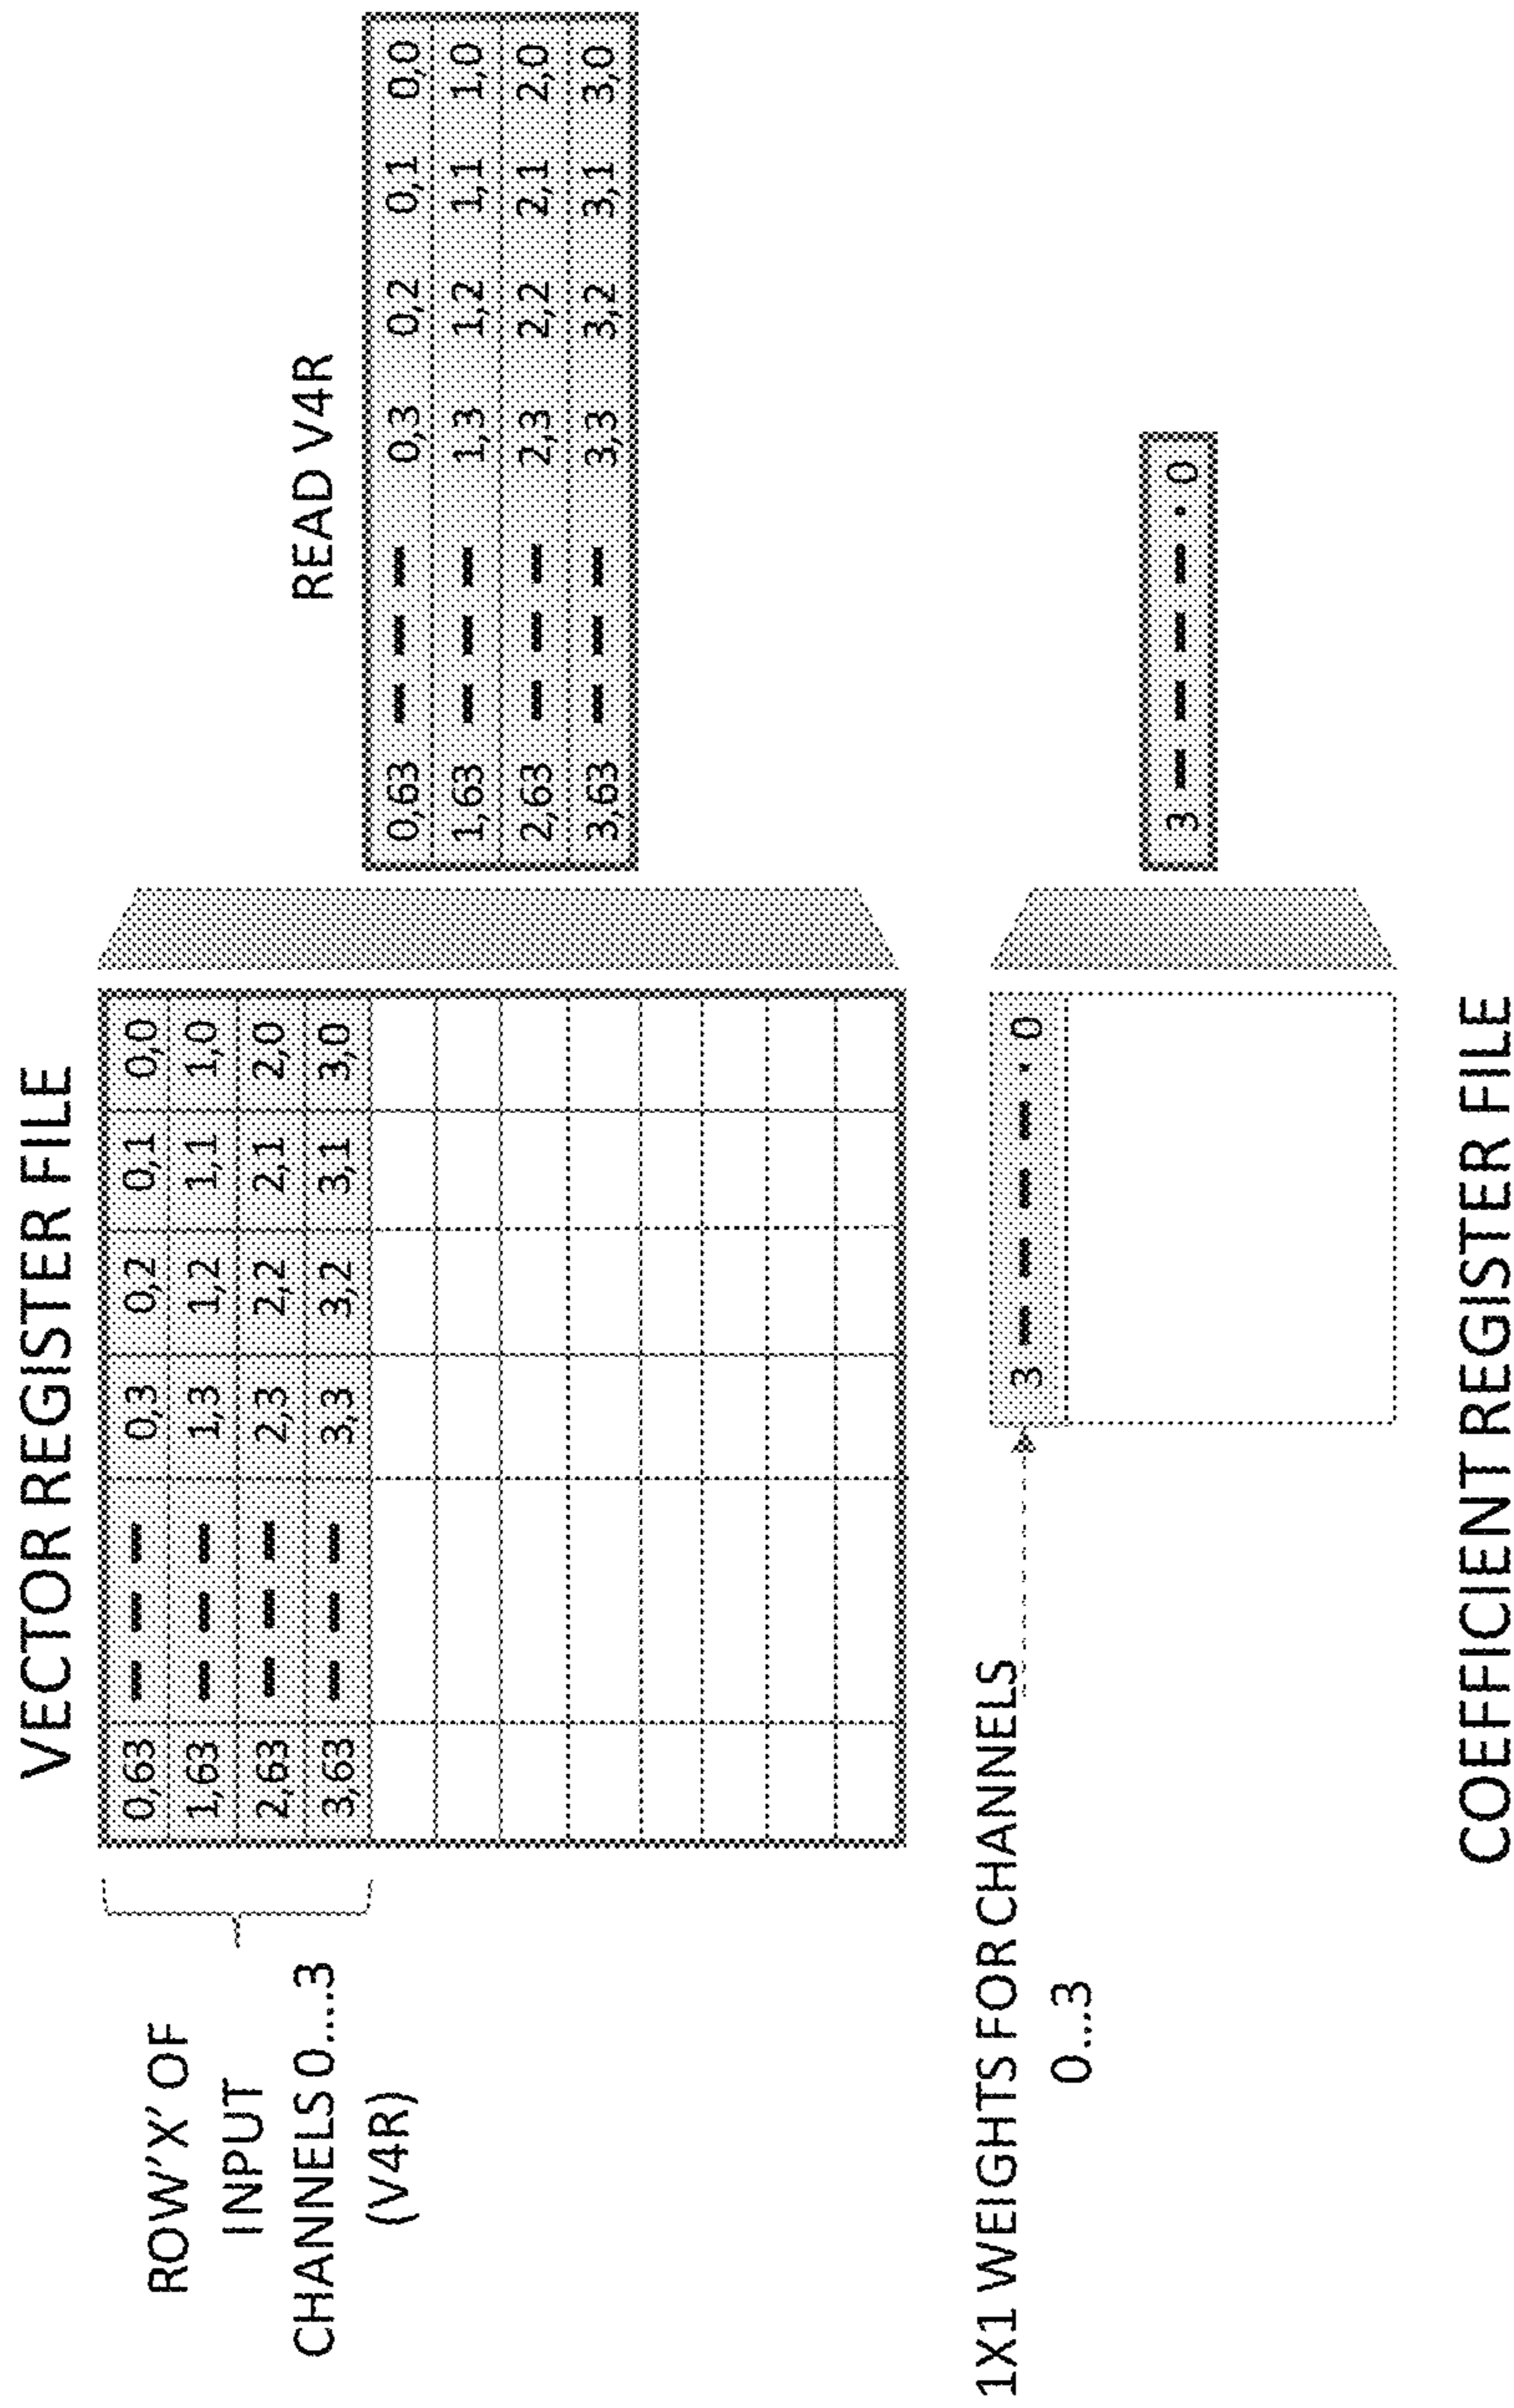 VECTOR REGISTER FILE
ROW 'X' OF
INPUT
CHANNELS 0...3
(V4R)
0,63 — — — 0,3 0,2 0,1 0,0
1,63 — — — 1,3 1,2 1,1 1,0
2,63 — — — 2,3 2,2 2,1 2,0
3,63 — — — 3,3 3,2 3,1 3,0
READ V4R
0,63 — — — 0,3 0,2 0,1 0,0
1,63 — — — 1,3 1,2 1,1 1,0
2,63 — — — 2,3 2,2 2,1 2,0
3,63 — — — 3,3 3,2 3,1 3,0
1X1 WEIGHTS FOR CHANNELS
0...3
3 — — — — · 0
3 — — — — · 0
COEFFICIENT REGISTER FILE